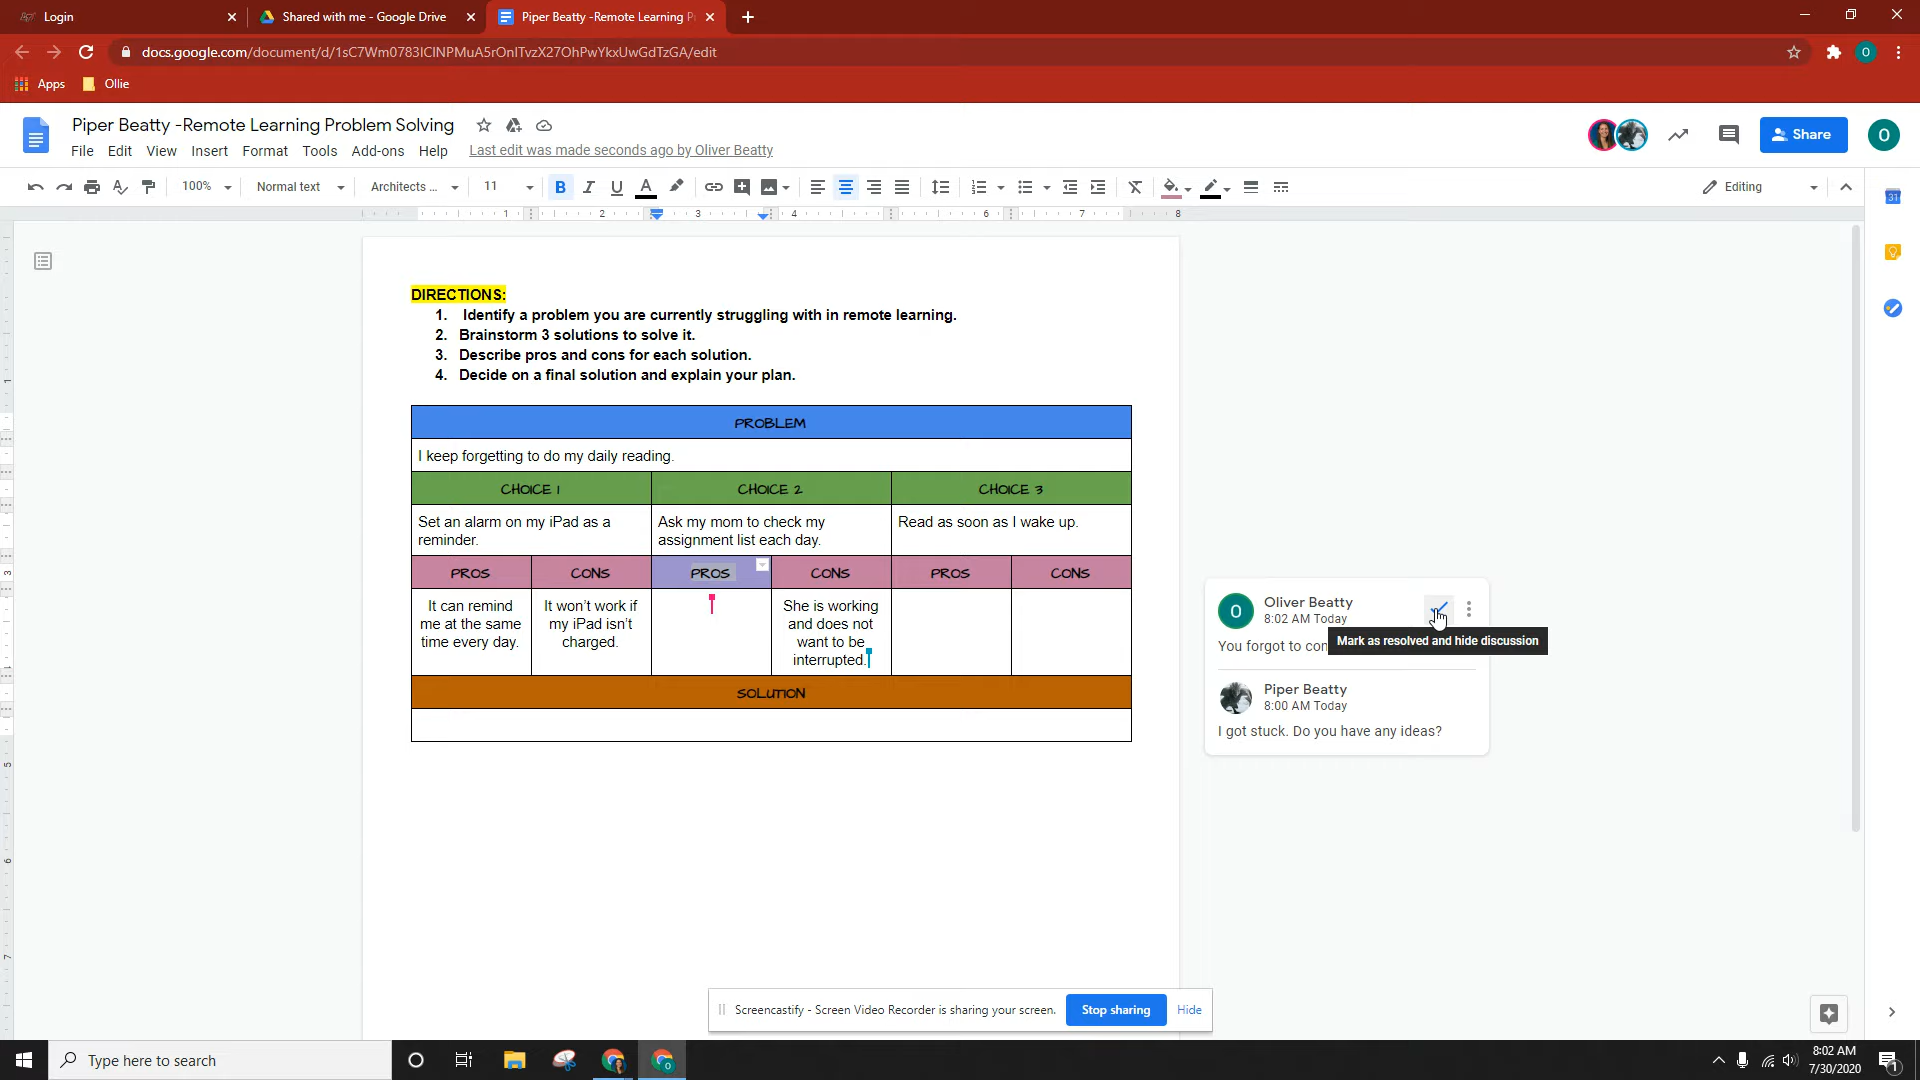 Login
Shared with me - Google Drive
Piper Beatty -Remote Learning P
docs.google.com/document/d/1sC7Wm0783ICINPMuA5rOnITvzX27OhPwYkxUwGdTzGA/edit
O
Apps
Ollie
Piper Beatty -Remote Learning Problem Solving
Share
O
File Edit View Insert Format Tools Add-ons Help
Last edit was made seconds ago by Oliver Beatty
100% Normal text Architects ... 11 B I U A Editing
1 2 3 4 6 7 8
31
DIRECTIONS:
1. Identify a problem you are currently struggling with in remote learning.
2. Brainstorm 3 solutions to solve it.
3. Describe pros and cons for each solution.
4. Decide on a final solution and explain your plan.
PROBLEM
I keep forgetting to do my daily reading.
CHOICE 1 CHOICE 2 CHOICE 3
Set an alarm on my iPad as a
reminder.
Ask my mom to check my
assignment list each day.
Read as soon as I wake up.
PROS CONS PROS CONS PROS CONS
It can remind
me at the same
time every day.
It won't work if
my iPad isn't
charged.
She is working
and does not
want to be
interrupted.
SOLUTION
O
Oliver Beatty
8:02 AM Today
You forgot to con
Mark as resolved and hide discussion
Piper Beatty
8:00 AM Today
I got stuck. Do you have any ideas?
Screencastify - Screen Video Recorder is sharing your screen.
Stop sharing
Hide
Type here to search
8:02 AM
7/30/2020
1